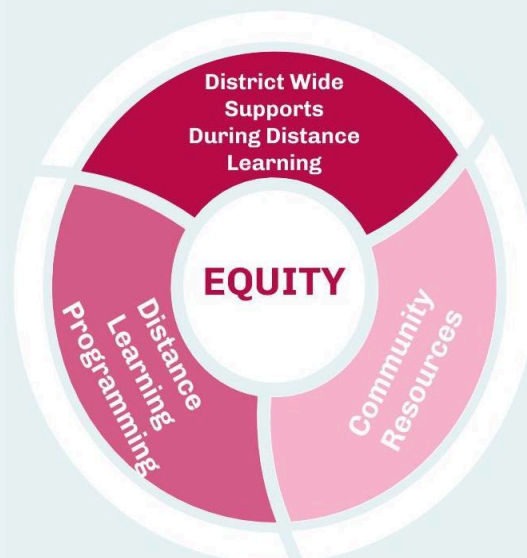 District Wide
Supports
During Distance
Learning
EQUITY
Distance
Learning
Programming
Community
Resources